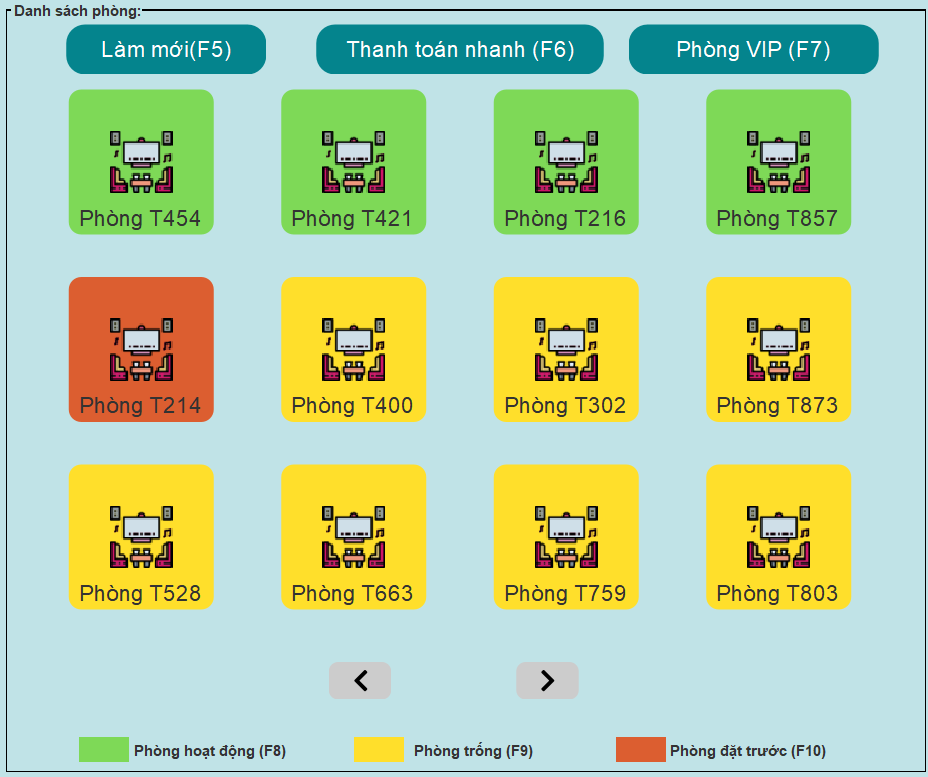 Danh sách phòng:
Làm mới(F5)
Thanh toán nhanh (F6)
Phòng VIP (F7)
Phòng T454
Phòng T421
Phòng T216
Phòng T857
Phòng T214
Phòng T400
Phòng T302
Phòng T873
Phòng T528
Phòng T663
Phòng T759
Phòng T803
Phòng hoạt động (F8)
Phòng trống (F9)
Phòng đặt trước (F10)